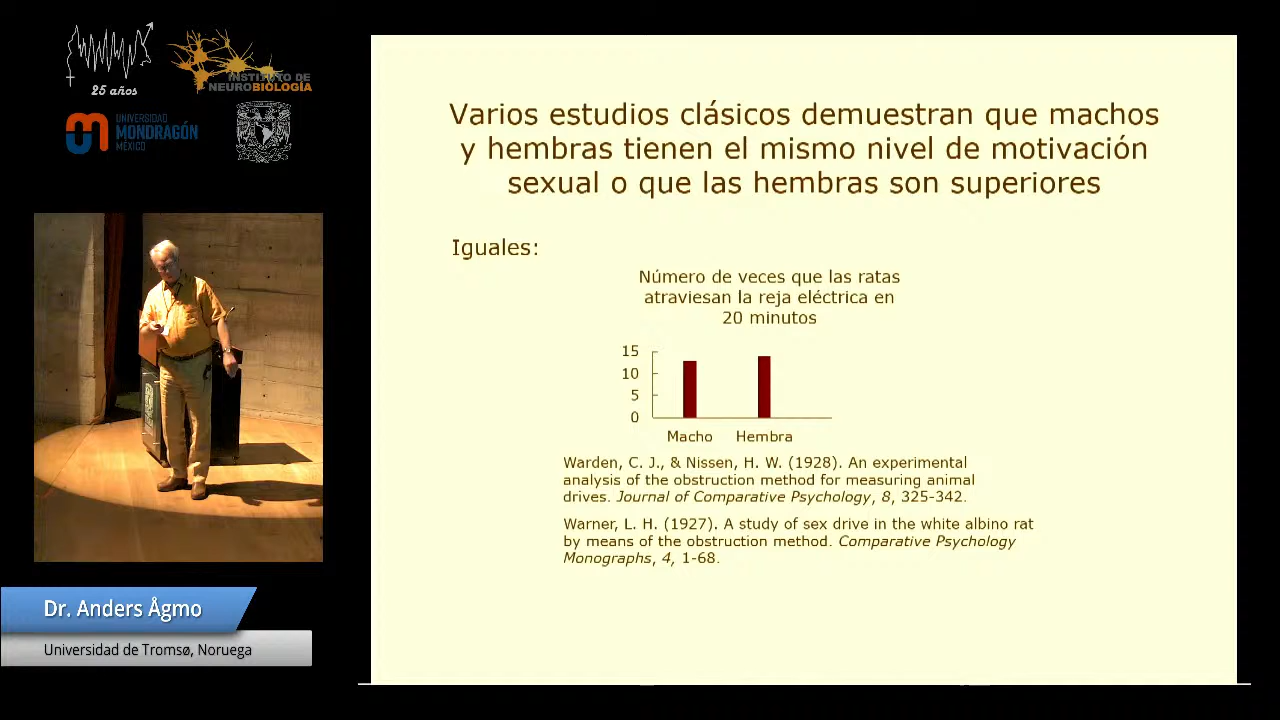 25 años
INSTITUTO DE
NEUROBIOLOGÍA
UNIVERSIDAD
MONDRAGÓN
MÉXICO
Varios estudios clásicos demuestran que machos
y hembras tienen el mismo nivel de motivación
sexual o que las hembras son superiores
Iguales:
Número de veces que las ratas
atraviesan la reja eléctrica en
20 minutos
15
10
5
0
Macho Hembra
Warden, C. J., & Nissen, H. W. (1928). An experimental
analysis of the obstruction method for measuring animal
drives. Journal of Comparative Psychology, 8, 325-342.
Warner, L. H. (1927). A study of sex drive in the white albino rat
by means of the obstruction method. Comparative Psychology
Monographs, 4, 1-68.
Dr. Anders Ågmo
Universidad de Tromsø, Noruega